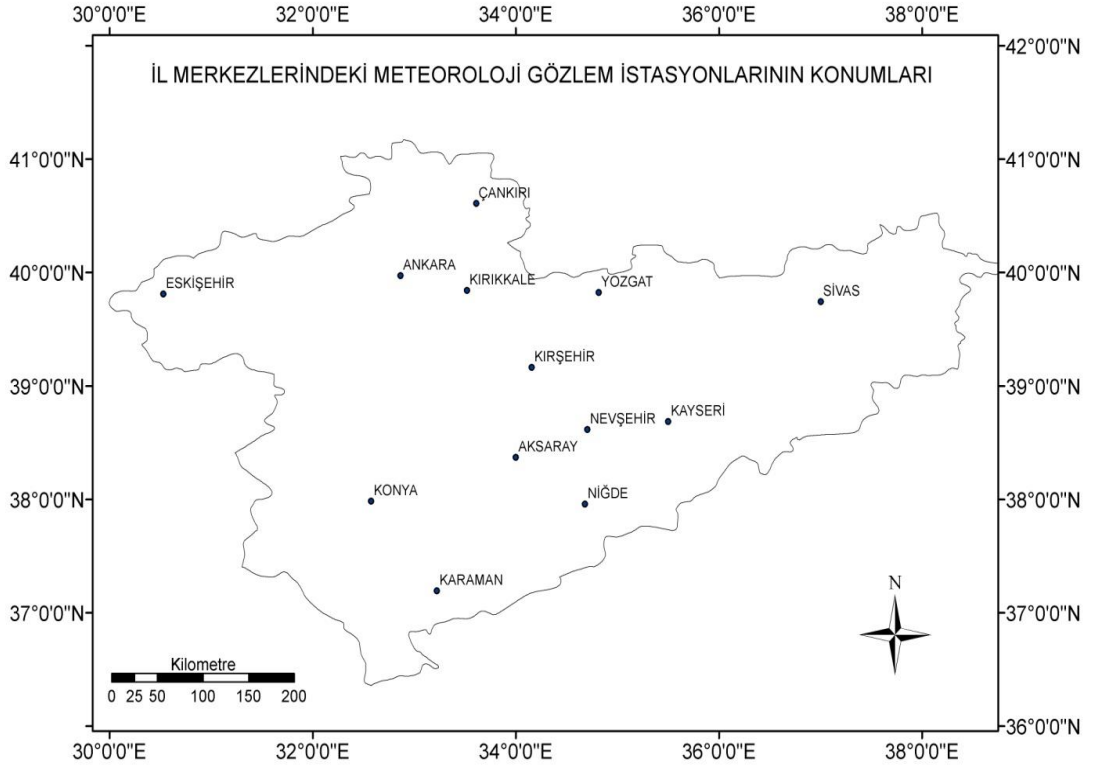 30°0'0"E 32°0'0"E 34°0'0"E 36°0'0"E 38°0'0"E
42°0'0"N
İL MERKEZLERİNDEKİ METEOROLOJİ GÖZLEM İSTASYONLARININ KONUMLARI
41°0'0"N 41°0'0"N
ÇANKIRI
ANKARA
40°0'0"N 40°0'0"N
ESKİŞEHİR KIRIKKALE YOZGAT
SİVAS
KIRŞEHİR
39°0'0"N 39°0'0"N
NEVŞEHİR KAYSERİ
AKSARAY
KONYA NİĞDE
38°0'0"N 38°0'0"N
KARAMAN
N
37°0'0"N 37°0'0"N
Kilometre
0 25 50 100 150 200
36°0'0"N
30°0'0"E 32°0'0"E 34°0'0"E 36°0'0"E 38°0'0"E